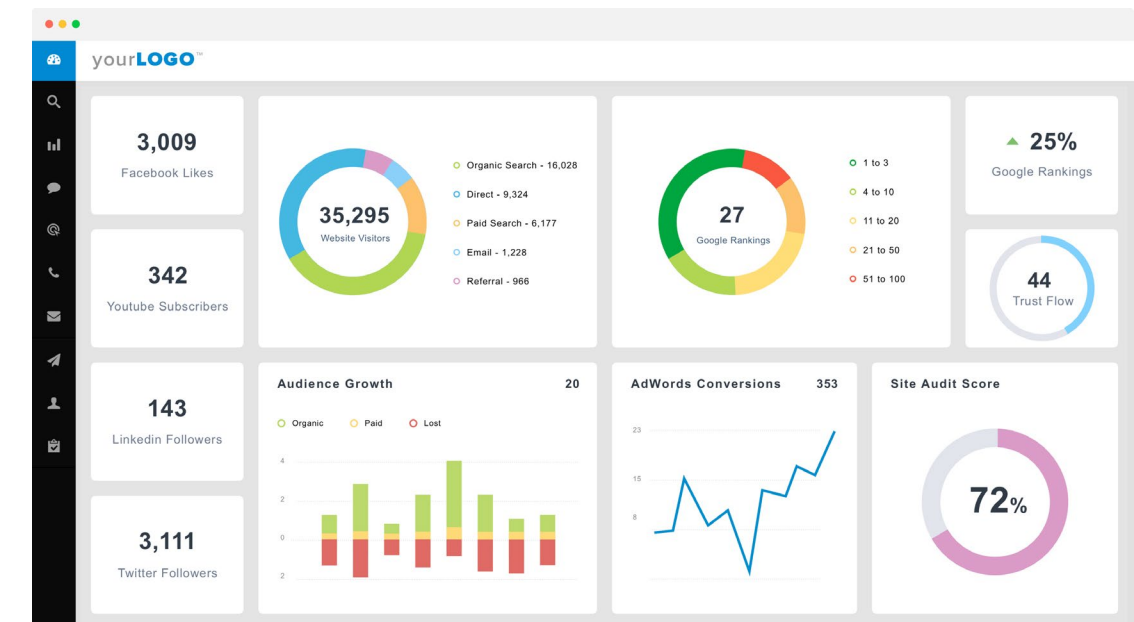 yourLOGO™
3,009
Facebook Likes
342
Youtube Subscribers
143
Linkedin Followers
3,111
Twitter Followers
35,295
Website Visitors
Organic Search - 16,028
Direct - 9,324
Paid Search - 6,177
Email - 1,228
Referral - 966
27
Google Rankings
1 to 3
4 to 10
11 to 20
21 to 50
51 to 100
25%
Google Rankings
44
Trust Flow
Audience Growth 20
Organic Paid Lost
4
2
0
2
AdWords Conversions 353
23
15
8
Site Audit Score
72%